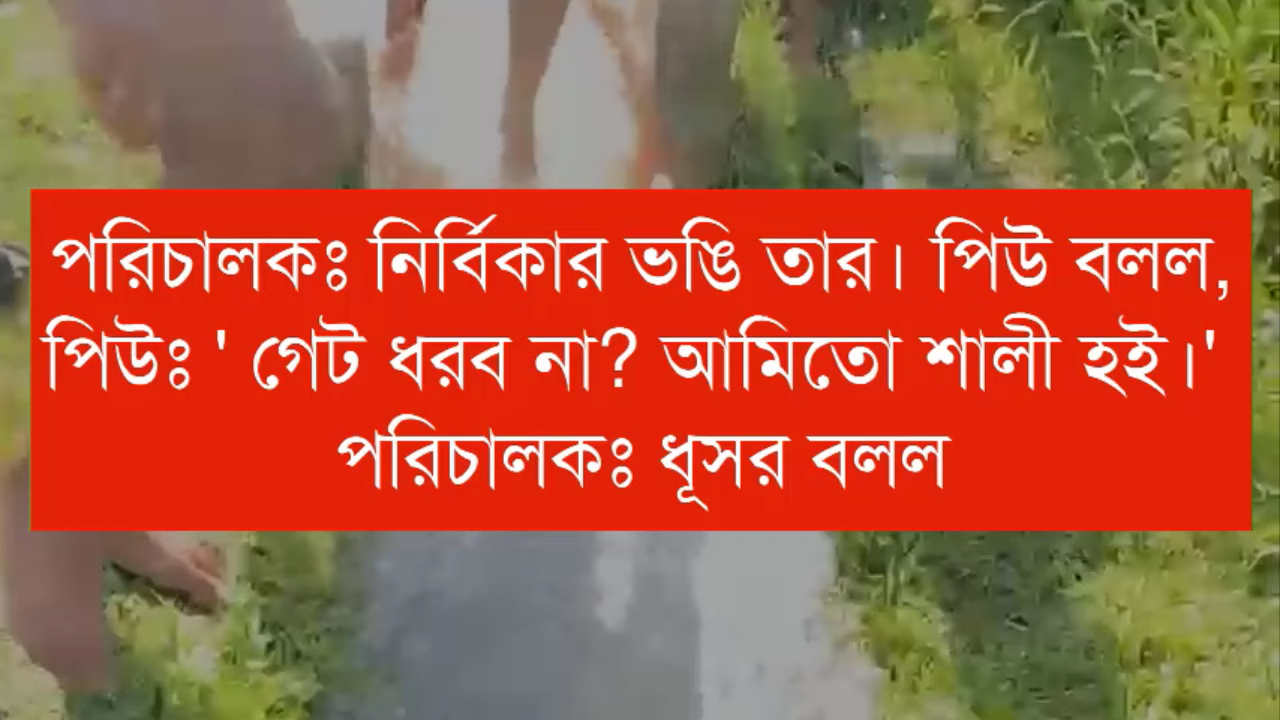 পরিচালকঃ নির্বিকার ভঙি তার। পিউ বলল,
পিউঃ ' গেট ধরব না? আমিতো শালী হই।'
পরিচালকঃ ধূসর বলল